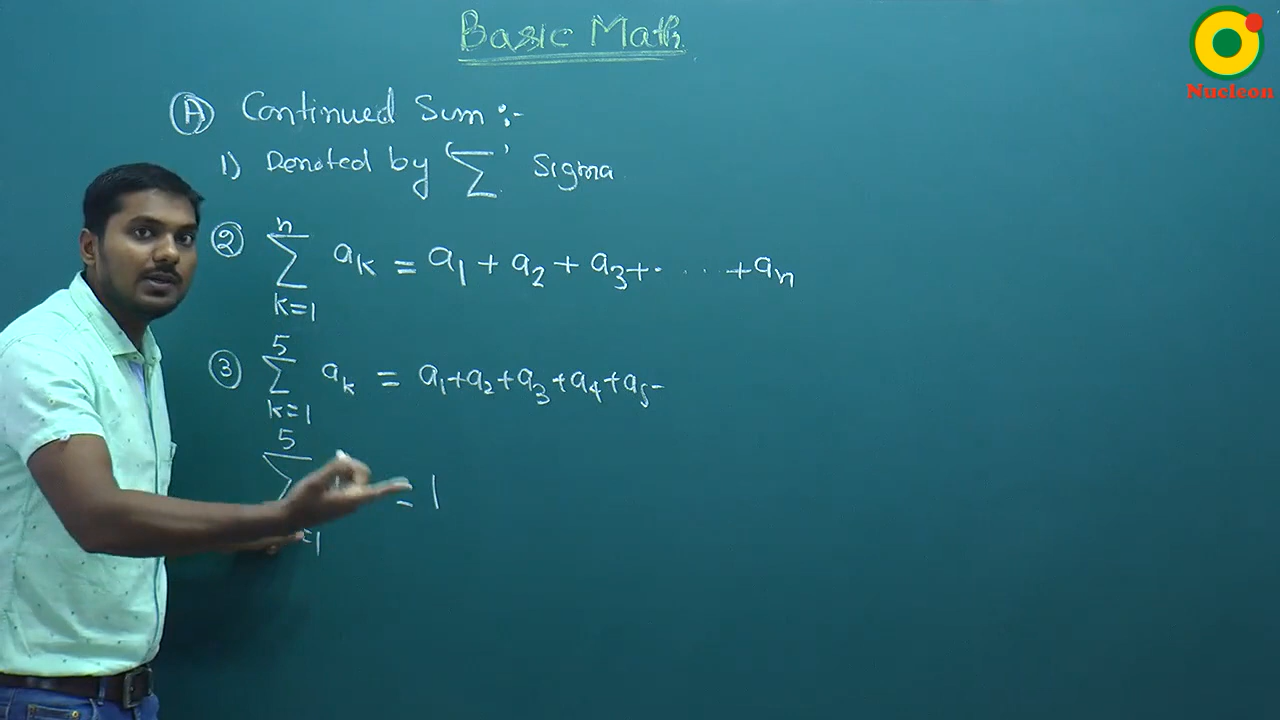 Basic Math
Nucleon
Ⓐ Continued Sum :-
1) Denoted by '∑' Sigma
② n ∑ k=1 aₖ = a₁ + a₂ + a₃ + . ... + aₙ
③ 5 ∑ k=1 aₖ = a₁+a₂+a₃+a₄+a₅-
5 ∑ =1 = 1